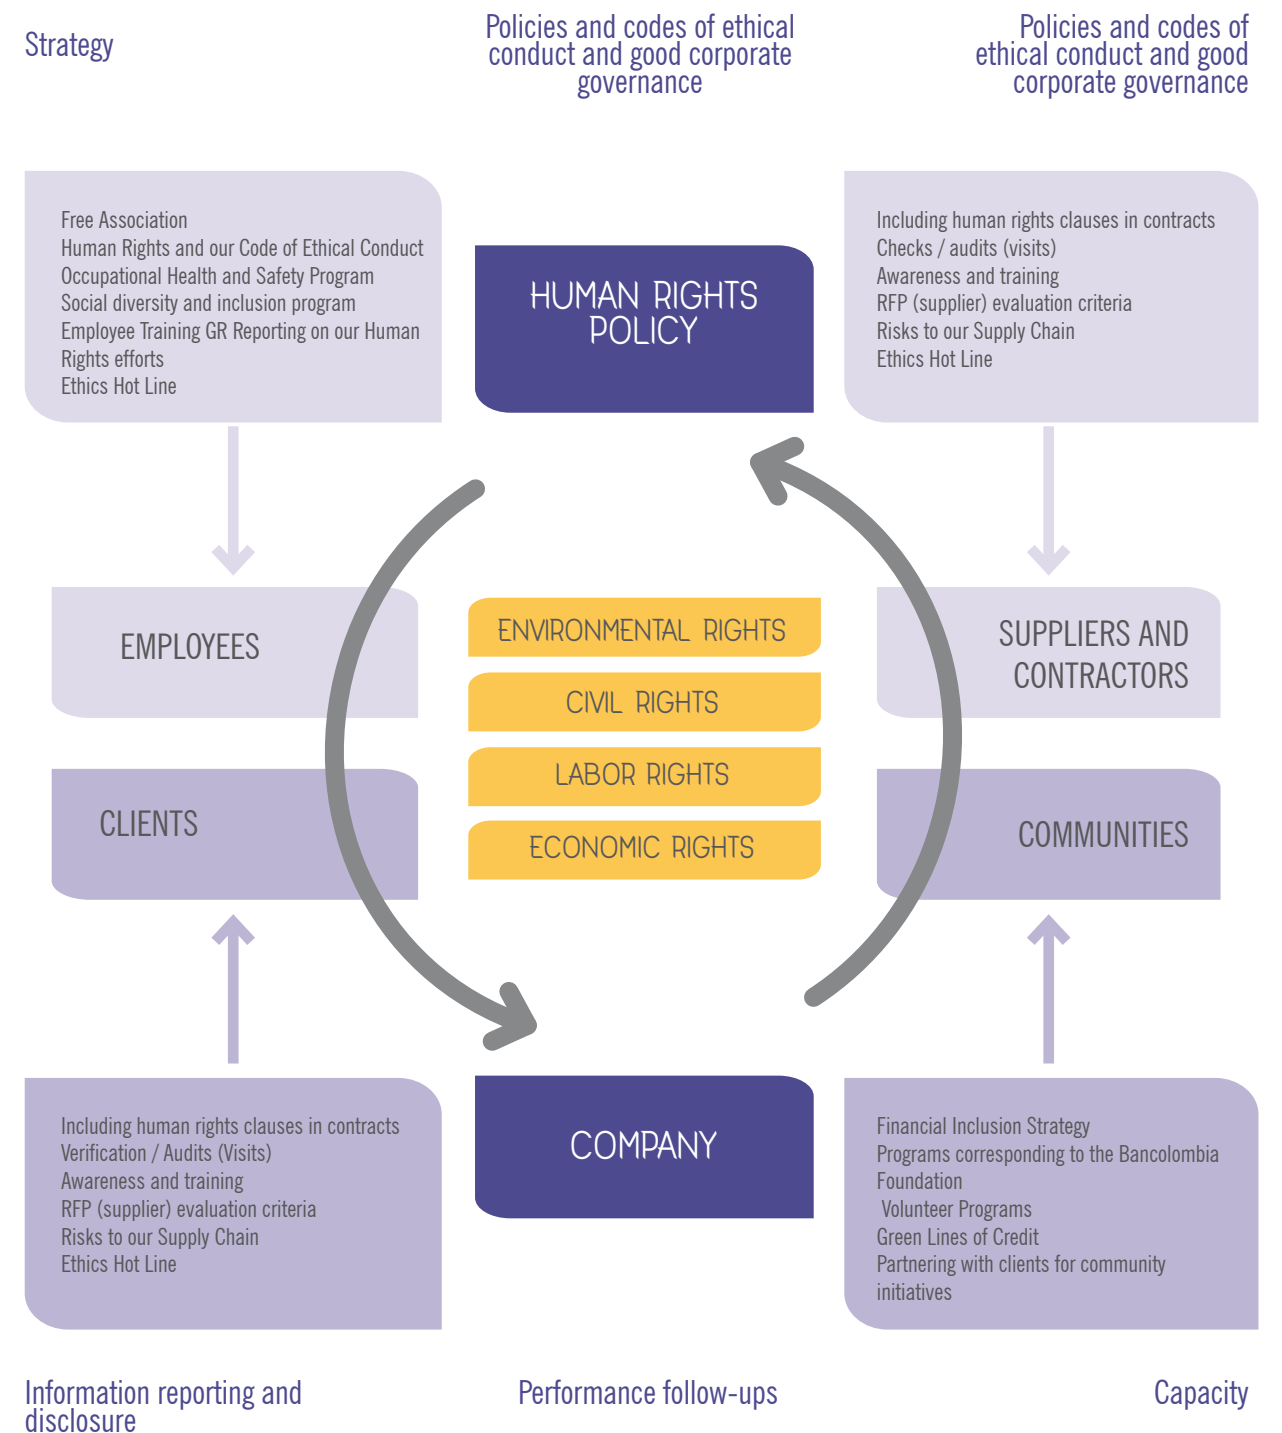 Strategy
Policies and codes of ethical
conduct and good corporate
governance
Policies and codes of
ethical conduct and good
corporate governance
Free Association
Human Rights and our Code of Ethical Conduct
Occupational Health and Safety Program
Social diversity and inclusion program
Employee Training GR Reporting on our Human
Rights efforts
Ethics Hot Line
HUMAN RIGHTS
POLICY
Including human rights clauses in contracts
Checks / audits (visits)
Awareness and training
RFP (supplier) evaluation criteria
Risks to our Supply Chain
Ethics Hot Line
EMPLOYEES
ENVIRONMENTAL RIGHTS
CIVIL RIGHTS
LABOR RIGHTS
ECONOMIC RIGHTS
SUPPLIERS AND
CONTRACTORS
CLIENTS
COMMUNITIES
Including human rights clauses in contracts
Verification / Audits (Visits)
Awareness and training
RFP (supplier) evaluation criteria
Risks to our Supply Chain
Ethics Hot Line
COMPANY
Financial Inclusion Strategy
Programs corresponding to the Bancolombia
Foundation
Volunteer Programs
Green Lines of Credit
Partnering with clients for community
initiatives
Information reporting and
disclosure
Performance follow-ups
Capacity